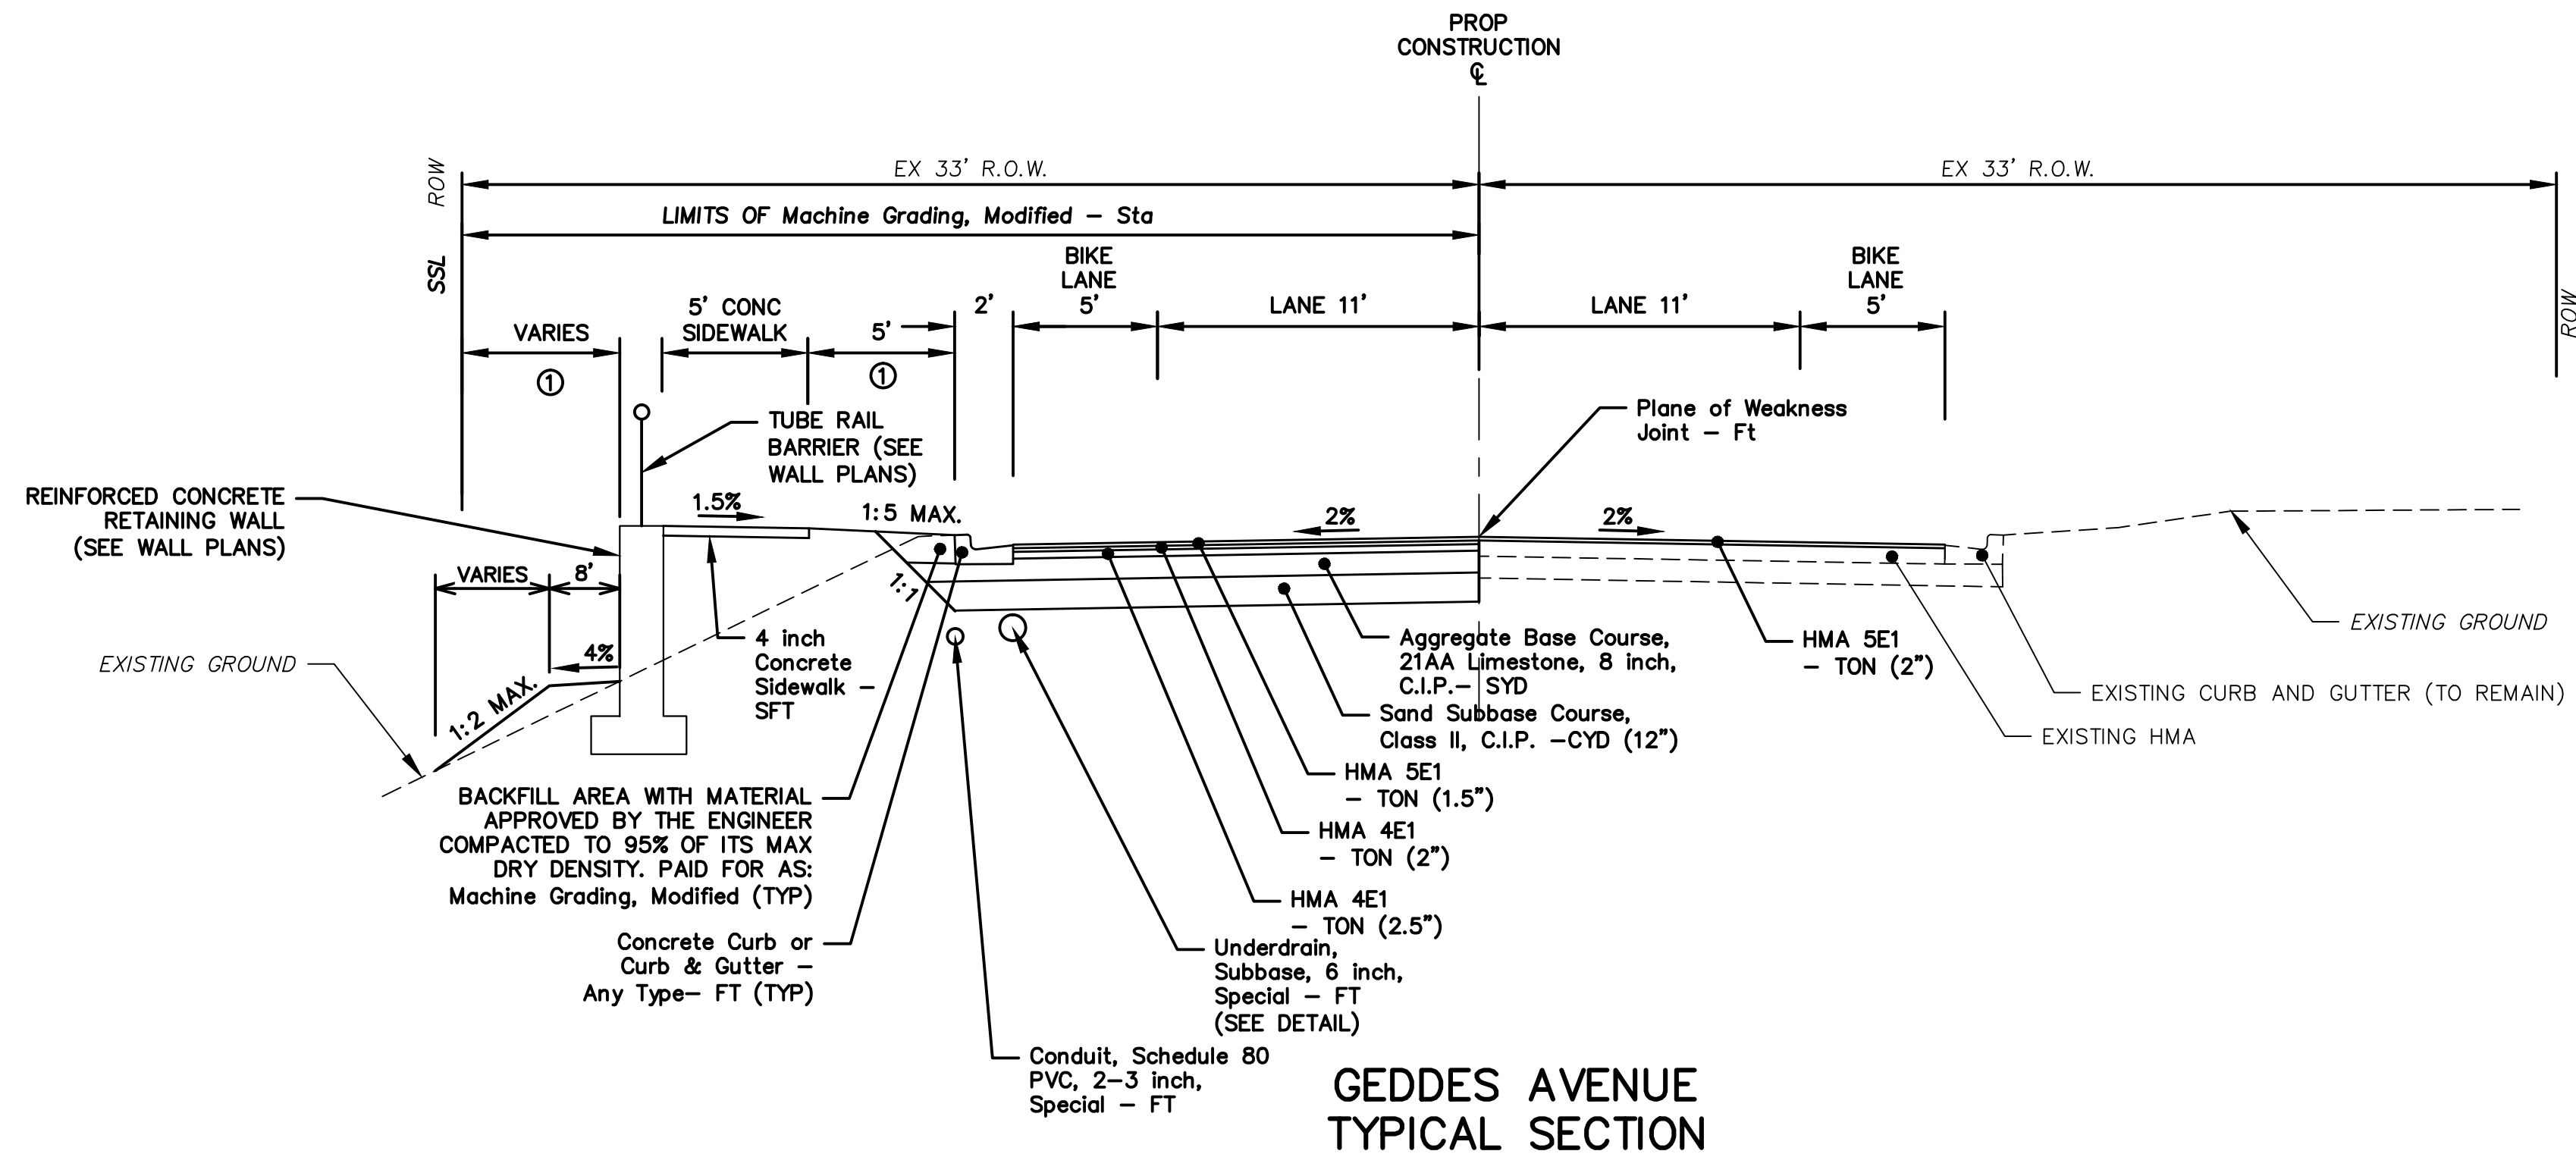 PROP
CONSTRUCTION
℄
ROW
EX 33' R.O.W.
EX 33' R.O.W.
ROW
LIMITS OF Machine Grading, Modified – Sta
SSL
VARIES
①
5' CONC
SIDEWALK
5'
①
2'
BIKE
LANE
5'
LANE 11'
LANE 11'
BIKE
LANE
5'
TUBE RAIL
BARRIER (SEE
WALL PLANS)
Plane of Weakness
Joint – Ft
REINFORCED CONCRETE
RETAINING WALL
(SEE WALL PLANS)
1.5%
1:5 MAX.
2%
2%
VARIES
8'
1:1
4%
EXISTING GROUND
1:2 MAX.
4 inch
Concrete
Sidewalk –
SFT
Aggregate Base Course,
21AA Limestone, 8 inch,
C.I.P.– SYD
Sand Subbase Course,
Class II, C.I.P. –CYD (12")
HMA 5E1
– TON (2")
EXISTING GROUND
EXISTING CURB AND GUTTER (TO REMAIN)
EXISTING HMA
HMA 5E1
– TON (1.5")
HMA 4E1
– TON (2")
HMA 4E1
– TON (2.5")
BACKFILL AREA WITH MATERIAL
APPROVED BY THE ENGINEER
COMPACTED TO 95% OF ITS MAX
DRY DENSITY. PAID FOR AS:
Machine Grading, Modified (TYP)
Concrete Curb or
Curb & Gutter –
Any Type– FT (TYP)
Underdrain,
Subbase, 6 inch,
Special – FT
(SEE DETAIL)
Conduit, Schedule 80
PVC, 2–3 inch,
Special – FT
GEDDES AVENUE
TYPICAL SECTION